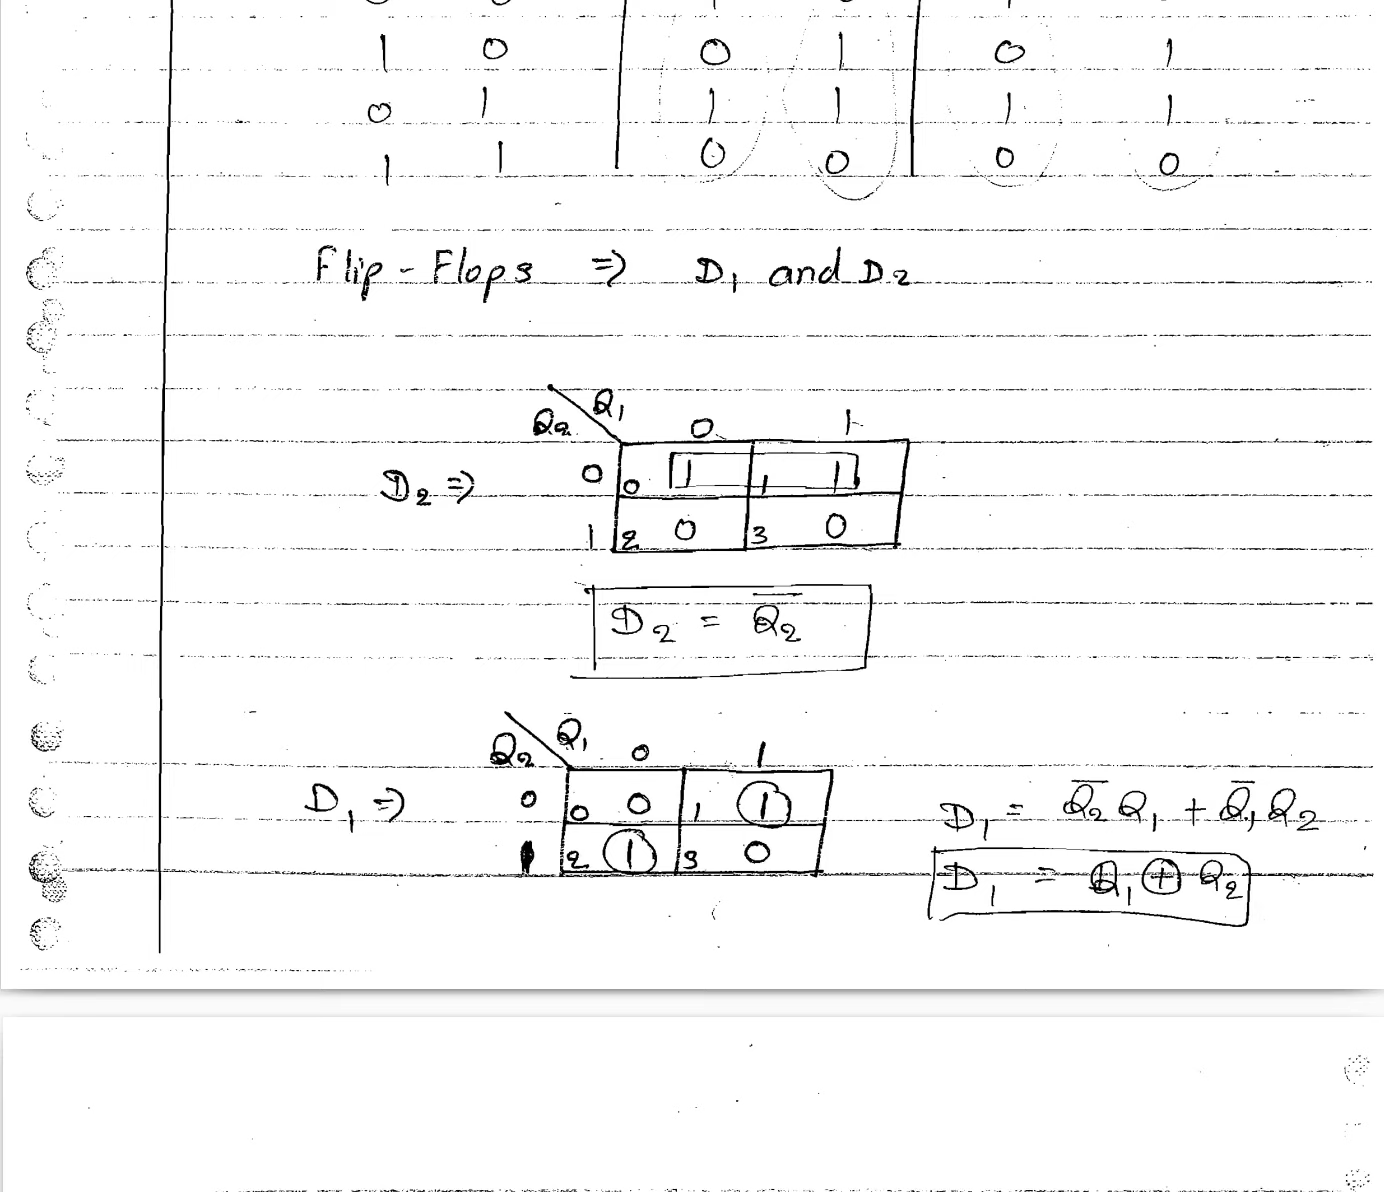 1 0 0 1 0 1
0 1 1 1 1 1
1 1 0 0 0 0
Flip-Flops ⇒ D₁ and D₂
Q₂ Q₁ 0 1
D₂ ⇒ 0 0 1 1 1
1 2 0 3 0
D₂ = Q̅₂
Q₂ Q₁ 0 1
D₁ ⇒ 0 0 0 1 1
1 2 1 3 0
D₁ = Q̅₂ Q₁ + Q̅₁ Q₂
D₁ = Q₁ ⊕ Q₂